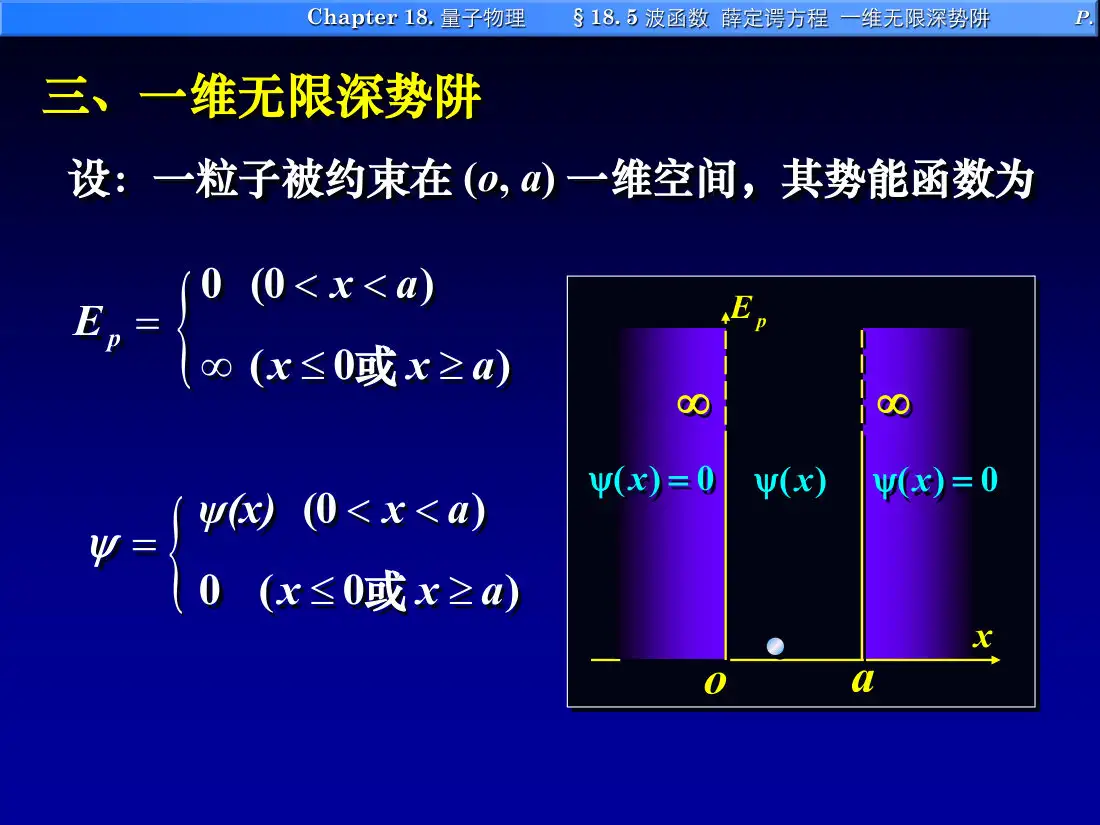 Chapter 18. 量子物理 §18.5 波函数 薛定谔方程 一维无限深势阱 P.
三、一维无限深势阱
设：一粒子被约束在 (o, a) 一维空间，其势能函数为
E_p = { 0 (0 < x < a)
∞ (x ≤ 0或 x ≥ a)
ψ = { ψ(x) (0 < x < a)
0 (x ≤ 0或 x ≥ a)
E_p
∞ ∞
ψ(x) = 0 ψ(x) ψ(x) = 0
x
o a